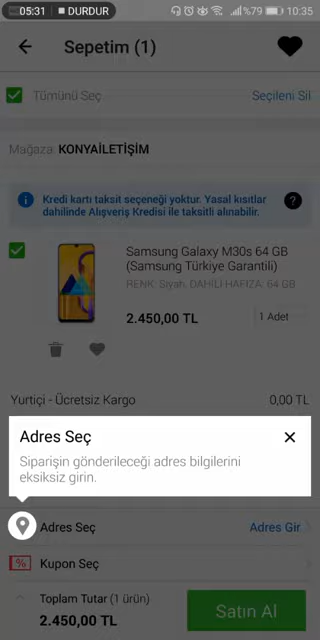 05:31 DURDUR %79 10:35
Sepetim (1)
Tümünü Seç Seçileni Sil
Mağaza: KONYAİLETİŞİM
i Kredi kartı taksit seçeneği yoktur. Yasal kısıtlar ?
dahilinde Alışveriş Kredisi ile taksitli alınabilir.
Samsung Galaxy M30s 64 GB
(Samsung Türkiye Garantili)
RENK: Siyah, DAHİLİ HAFIZA: 64 GB
2.450,00 TL 1 Adet
Yurtiçi - Ücretsiz Kargo 0,00 TL
Adres Seç
Siparişin gönderileceği adres bilgilerini
eksiksiz girin.
Adres Seç Adres Gir
% Kupon Seç
Toplam Tutar (1 ürün)
2.450,00 TL
Satın Al